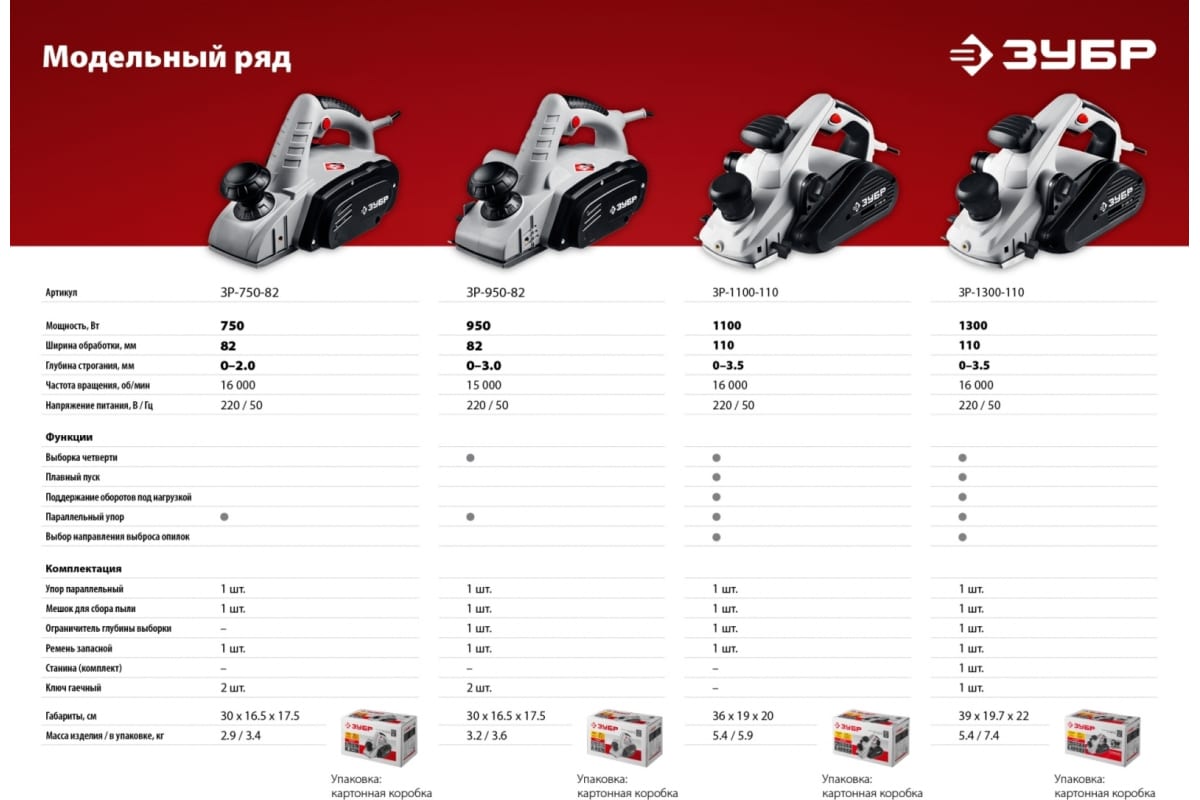 Модельный ряд
ЗУБР
ЗУБР
ЗУБР
ЗУБР
ЗУБР
Артикул ЗР-750-82 ЗР-950-82 ЗР-1100-110 ЗР-1300-110
Мощность, Вт 750 950 1100 1300
Ширина обработки, мм 82 82 110 110
Глубина строгания, мм 0–2.0 0–3.0 0–3.5 0–3.5
Частота вращения, об/мин 16 000 15 000 16 000 16 000
Напряжение питания, В / Гц 220 / 50 220 / 50 220 / 50 220 / 50
Функции
Выборка четверти
Плавный пуск
Поддержание оборотов под нагрузкой
Параллельный упор
Выбор направления выброса опилок
Комплектация
Упор параллельный 1 шт. 1 шт. 1 шт. 1 шт.
Мешок для сбора пыли 1 шт. 1 шт. 1 шт. 1 шт.
Ограничитель глубины выборки – 1 шт. 1 шт. 1 шт.
Ремень запасной 1 шт. 1 шт. 1 шт. 1 шт.
Станина (комплект) – – – 1 шт.
Ключ гаечный 2 шт. 2 шт. – 1 шт.
Габариты, см 30 x 16.5 x 17.5 30 x 16.5 x 17.5 36 x 19 x 20 39 x 19.7 x 22
Масса изделия / в упаковке, кг 2.9 / 3.4 3.2 / 3.6 5.4 / 5.9 5.4 / 7.4
ЗУБР ЗУБР ЗУБР ЗУБР
Упаковка: Упаковка: Упаковка: Упаковка:
картонная коробка картонная коробка картонная коробка картонная коробка